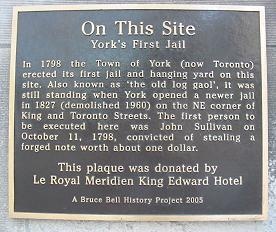 On This Site
York's First Jail
In 1798 the Town of York (now Toronto)
erected its first jail and hanging yard on this
site. Also known as 'the old log gaol', it was
still standing when York opened a newer jail
in 1827 (demolished 1960) on the NE corner of
King and Toronto Streets. The first person to
be executed here was John Sullivan on
October 11, 1798, convicted of stealing a
forged note worth about one dollar.
This plaque was donated by
Le Royal Meridien King Edward Hotel
A Bruce Bell History Project 2003